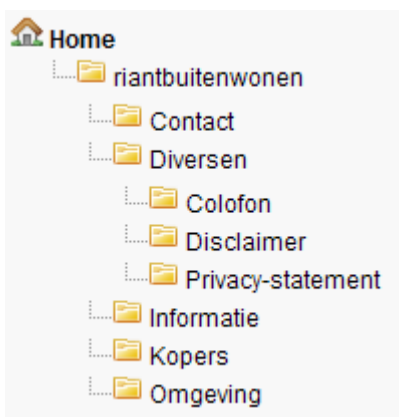 Home
riantbuitenwonen
Contact
Diversen
Colofon
Disclaimer
Privacy-statement
Informatie
Kopers
Omgeving